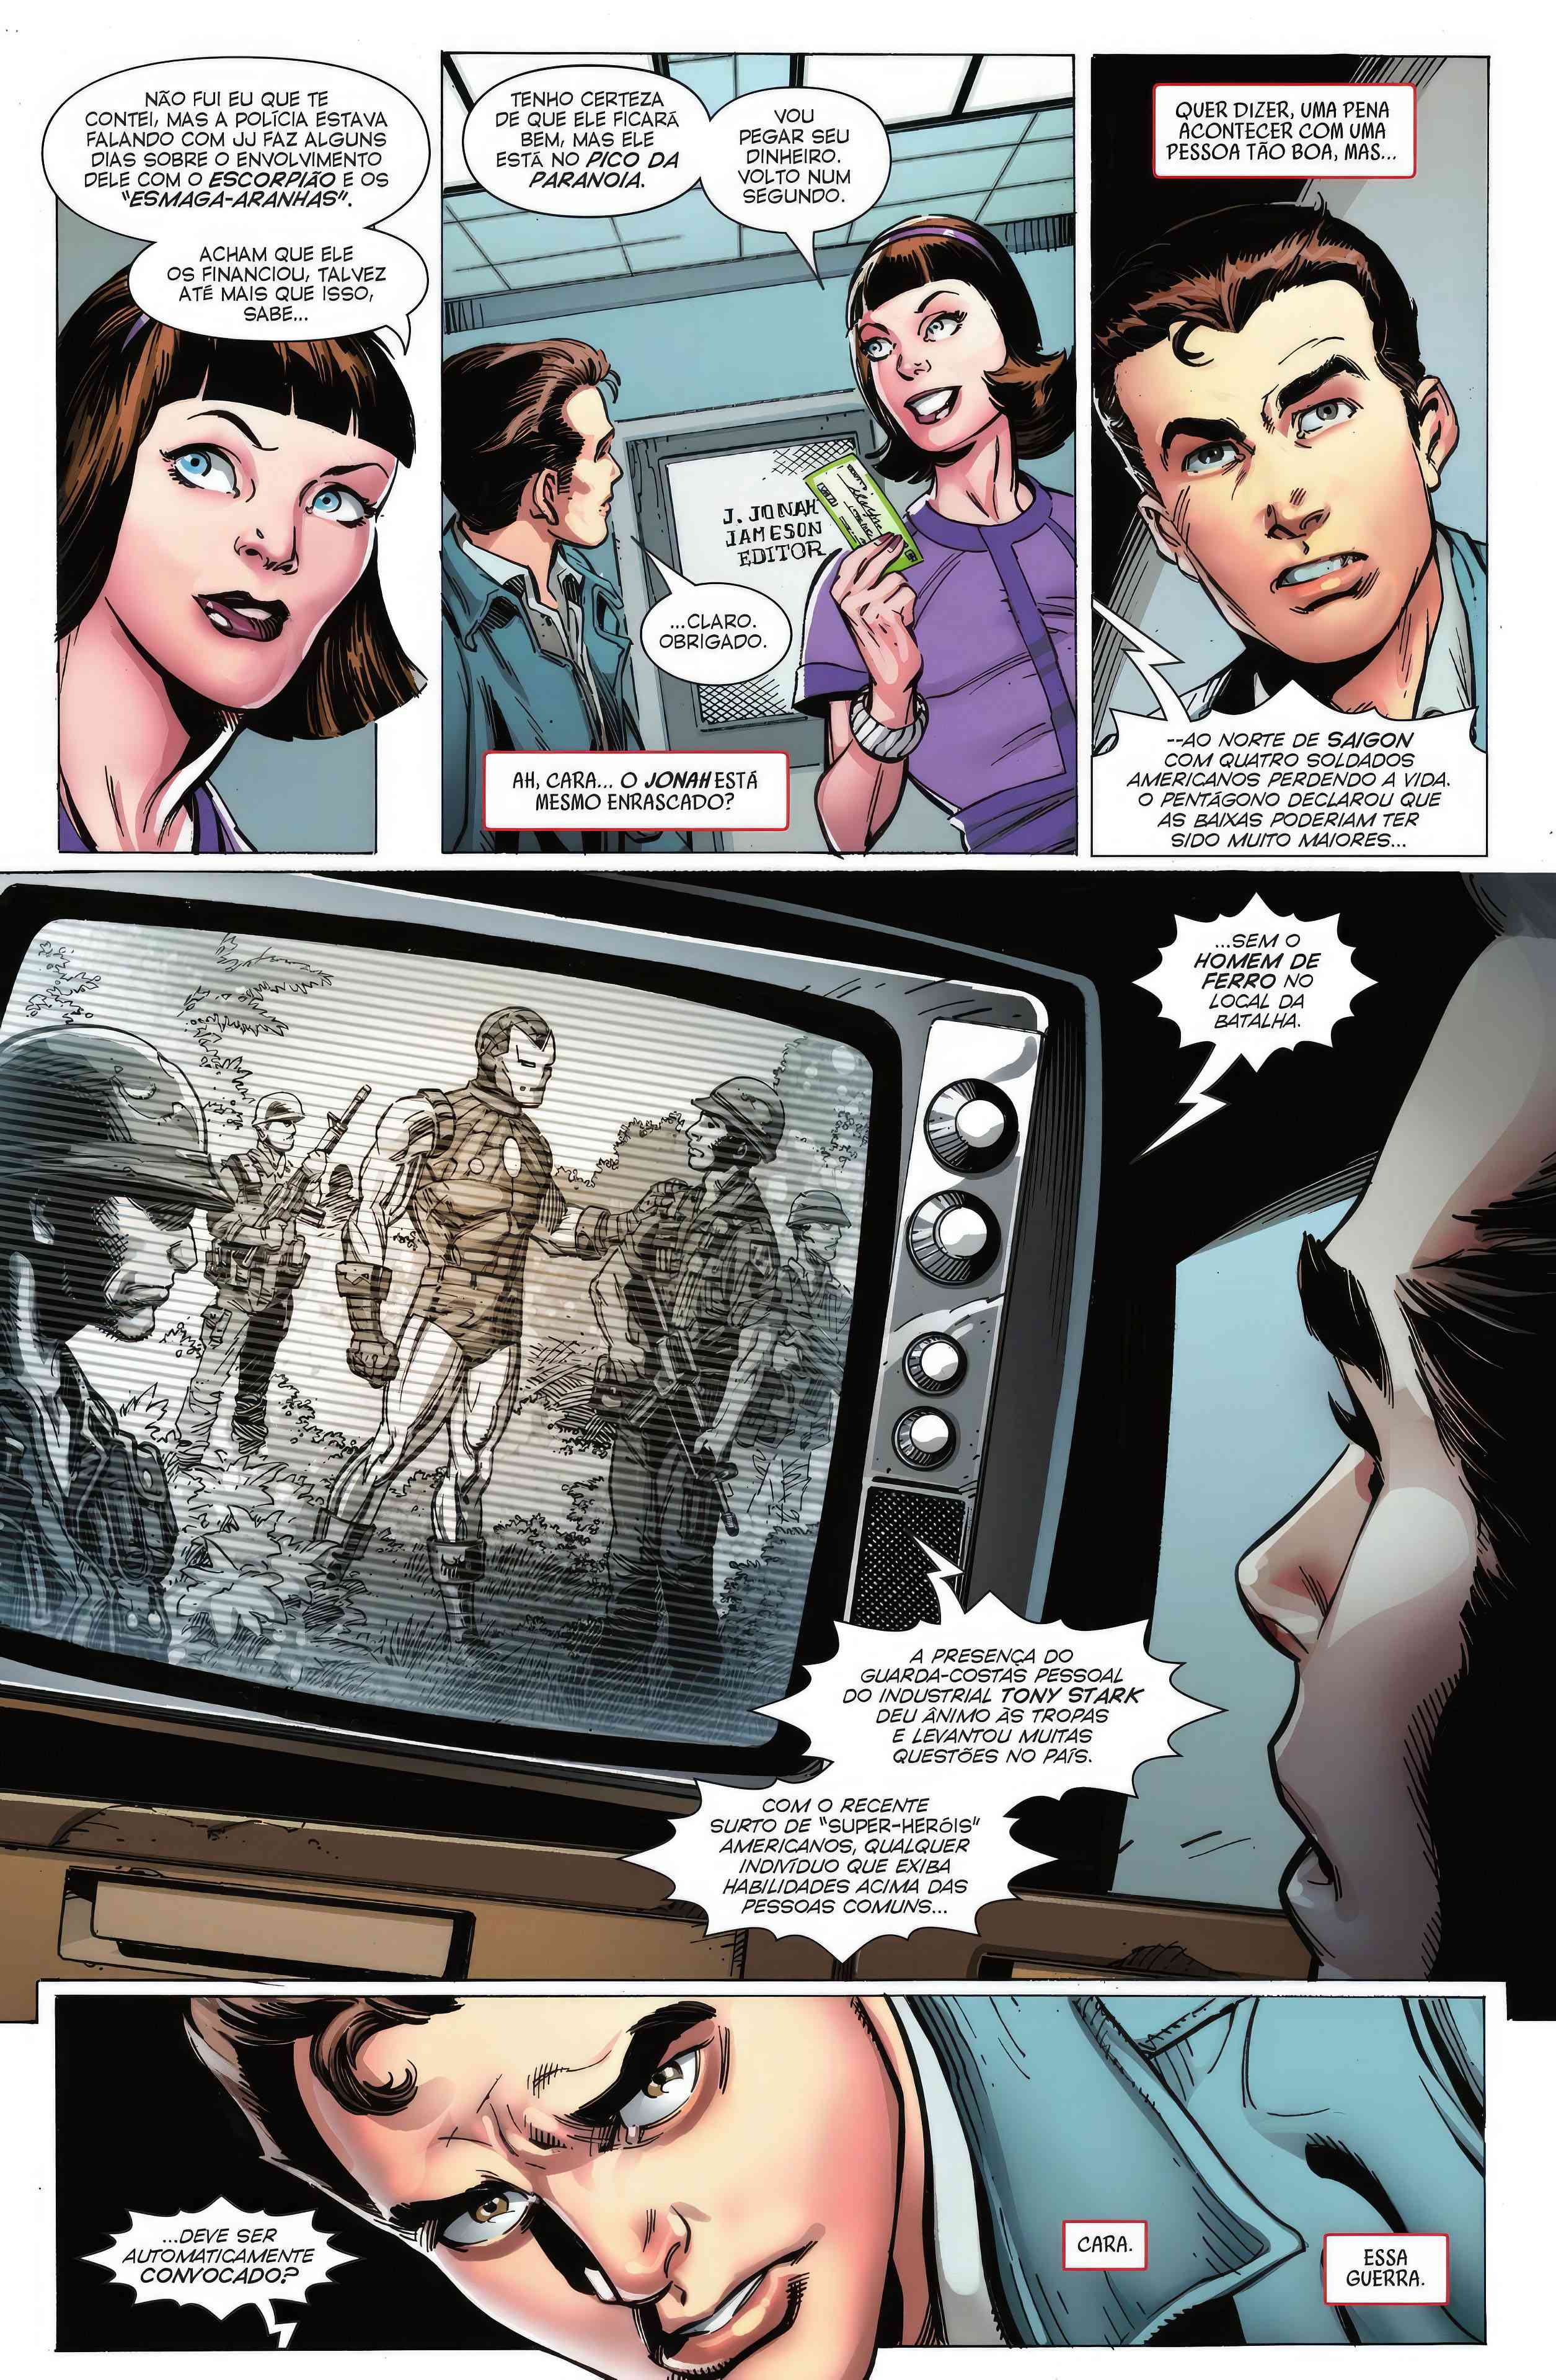 NÃO FUI EU QUE TE
CONTEI, MAS A POLÍCIA ESTAVA
FALANDO COM JJ FAZ ALGUNS
DIAS SOBRE O ENVOLVIMENTO
DELE COM O ESCORPIÃO E OS
"ESMAGA-ARANHAS".
ACHAM QUE ELE
OS FINANCIOU, TALVEZ
ATÉ MAIS QUE ISSO,
SABE...
TENHO CERTEZA
DE QUE ELE FICARÁ
BEM, MAS ELE
ESTÁ NO PICO DA
PARANOIA.
VOU
PEGAR SEU
DINHEIRO.
VOLTO NUM
SEGUNDO.
J. JONAH
JAMESON
EDITOR
...CLARO.
OBRIGADO.
AH, CARA... O JONAH ESTÁ
MESMO ENRASCADO?
QUER DIZER, UMA PENA
ACONTECER COM UMA
PESSOA TÃO BOA, MAS...
--AO NORTE DE SAIGON
COM QUATRO SOLDADOS
AMERICANOS PERDENDO A VIDA.
O PENTÁGONO DECLAROU QUE
AS BAIXAS PODERIAM TER
SIDO MUITO MAIORES...
...SEM O
HOMEM DE
FERRO NO
LOCAL DA
BATALHA.
A PRESENÇA DO
GUARDA-COSTAS PESSOAL
DO INDUSTRIAL TONY STARK
DEU ÂNIMO ÀS TROPAS
E LEVANTOU MUITAS
QUESTÕES NO PAÍS.
COM O RECENTE
SURTO DE "SUPER-HERÓIS"
AMERICANOS, QUALQUER
INDIVÍDUO QUE EXIBA
HABILIDADES ACIMA DAS
PESSOAS COMUNS...
...DEVE SER
AUTOMATICAMENTE
CONVOCADO?
CARA.
ESSA
GUERRA.